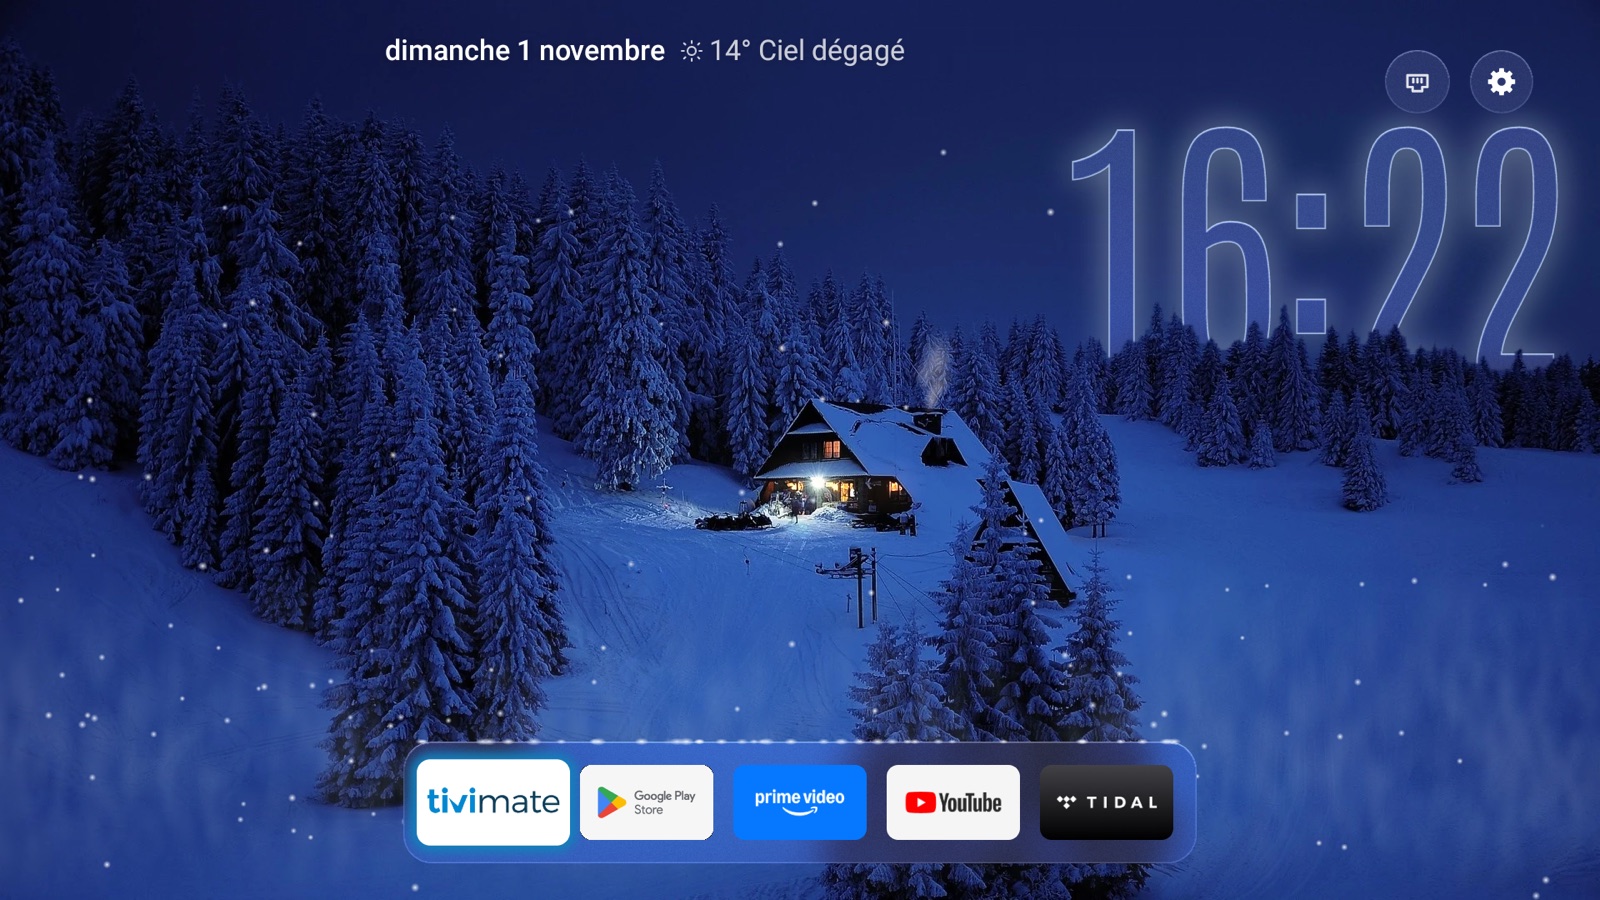 dimanche 1 novembre 14° Ciel dégagé
16:22
tivimate
Google Play
Store
prime video
YouTube
TIDAL